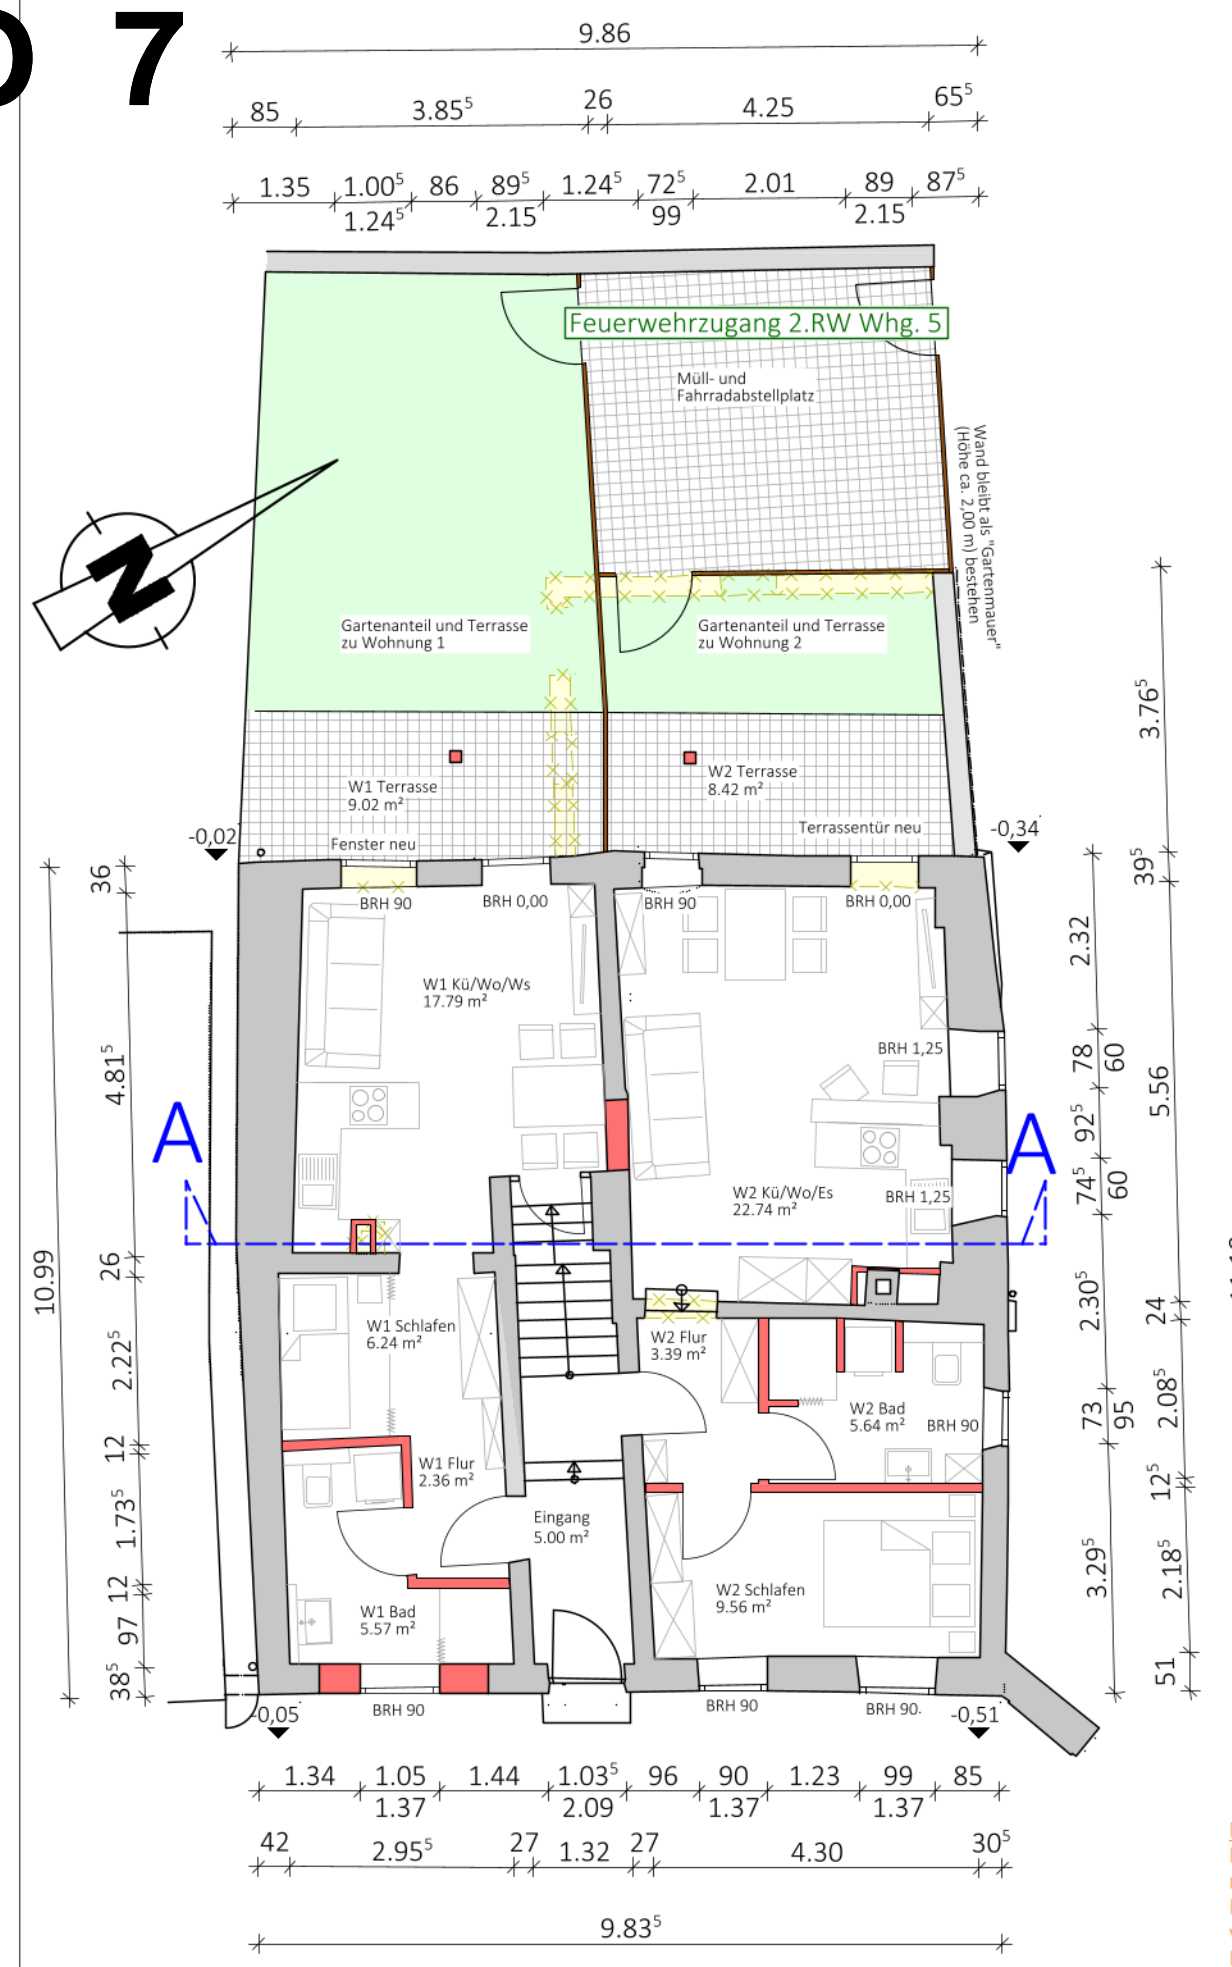 7
9.86
85 3.85⁵ 26 4.25 65⁵
1.35 1.00⁵ 86 89⁵ 1.24⁵ 72⁵ 2.01 89 87⁵
1.24⁵ 2.15 99 2.15
Feuerwehrzugang 2.RW Whg. 5
Müll- und
Fahrradabstellplatz
Wand bleibt als "Gartenmauer"
(Höhe ca. 2,00 m) bestehen
N
Gartenanteil und Terrasse
zu Wohnung 1
Gartenanteil und Terrasse
zu Wohnung 2
3.76⁵
W1 Terrasse
9.02 m²
W2 Terrasse
8.42 m²
-0,02
Fenster neu
Terrassentür neu
-0,34
36
39⁵
BRH 90
BRH 0,00
BRH 90
BRH 0,00
2.32
W1 Kü/Wo/Ws
17.79 m²
BRH 1,25
78
60
4.81⁵
5.56
92⁵
A
A
74⁵
60
W2 Kü/Wo/Es
22.74 m²
BRH 1,25
10.99
26
2.30⁵
24
W1 Schlafen
6.24 m²
W2 Flur
3.39 m²
2.22⁵
W2 Bad
5.64 m²
BRH 90
73
95
2.08⁵
12
W1 Flur
2.36 m²
12⁵
1.73⁵
Eingang
5.00 m²
3.29⁵
2.18⁵
12
W2 Schlafen
9.56 m²
97
W1 Bad
5.57 m²
38⁵
51
-0,05
BRH 90
BRH 90
BRH 90
-0,51
1.34 1.05 1.44 1.03⁵ 96 90 1.23 99 85
1.37 2.09 1.37 1.37
42 2.95⁵ 27 1.32 27 4.30 30⁵
9.83⁵